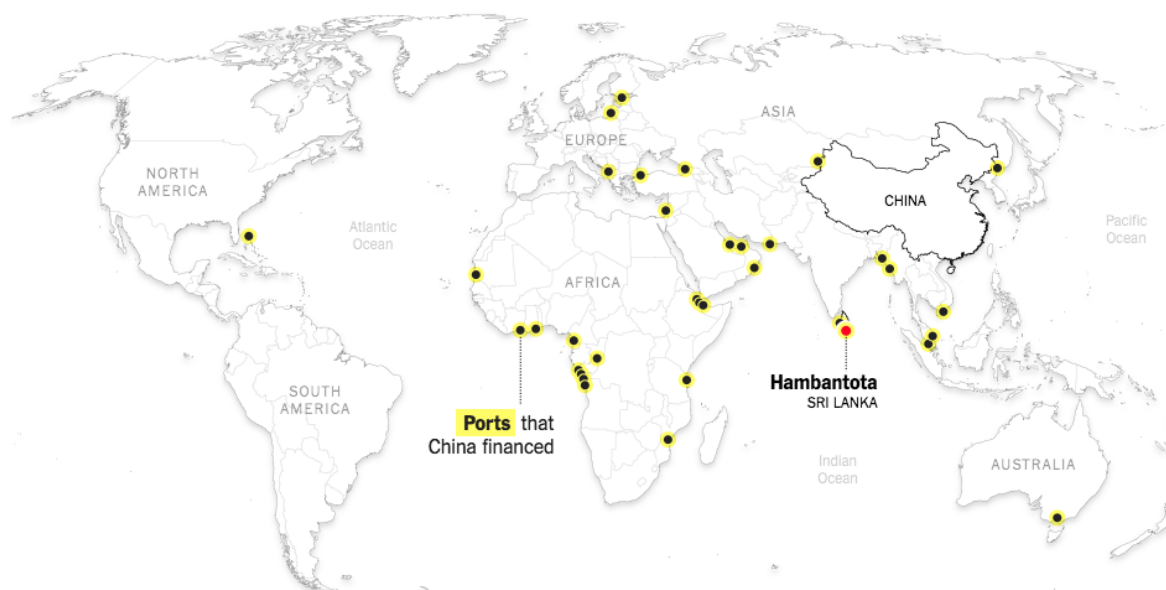 ASIA
EUROPE
NORTH
AMERICA
CHINA
Atlantic
Ocean
Pacific
Ocean
AFRICA
SOUTH
AMERICA
Hambantota
SRI LANKA
Ports that
China financed
Indian
Ocean
AUSTRALIA